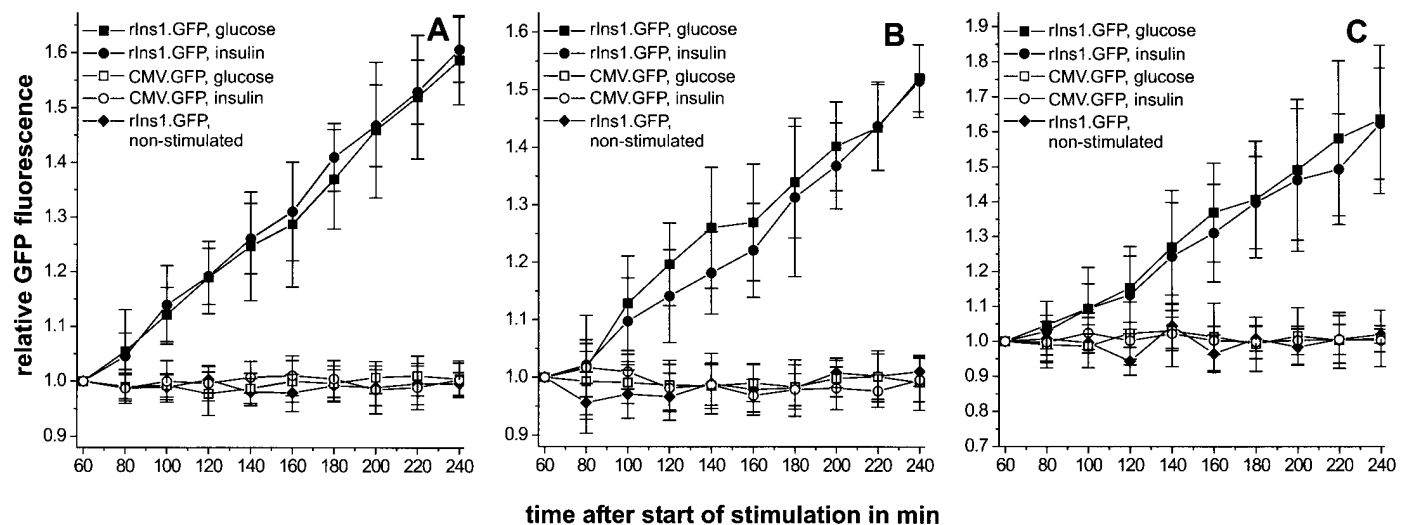 A
rIns1.GFP, glucose
rIns1.GFP, insulin
CMV.GFP, glucose
CMV.GFP, insulin
rIns1.GFP,
non-stimulated
relative GFP fluorescence
1.6
1.5
1.4
1.3
1.2
1.1
1.0
0.9
60 80 100 120 140 160 180 200 220 240
B
rIns1.GFP, glucose
rIns1.GFP, insulin
CMV.GFP, glucose
CMV.GFP, insulin
rIns1.GFP,
non-stimulated
1.6
1.5
1.4
1.3
1.2
1.1
1.0
0.9
60 80 100 120 140 160 180 200 220 240
C
rIns1.GFP, glucose
rIns1.GFP, insulin
CMV.GFP, glucose
CMV.GFP, insulin
rIns1.GFP,
non-stimulated
1.9
1.8
1.7
1.6
1.5
1.4
1.3
1.2
1.1
1.0
0.9
0.8
0.7
60 80 100 120 140 160 180 200 220 240
time after start of stimulation in min